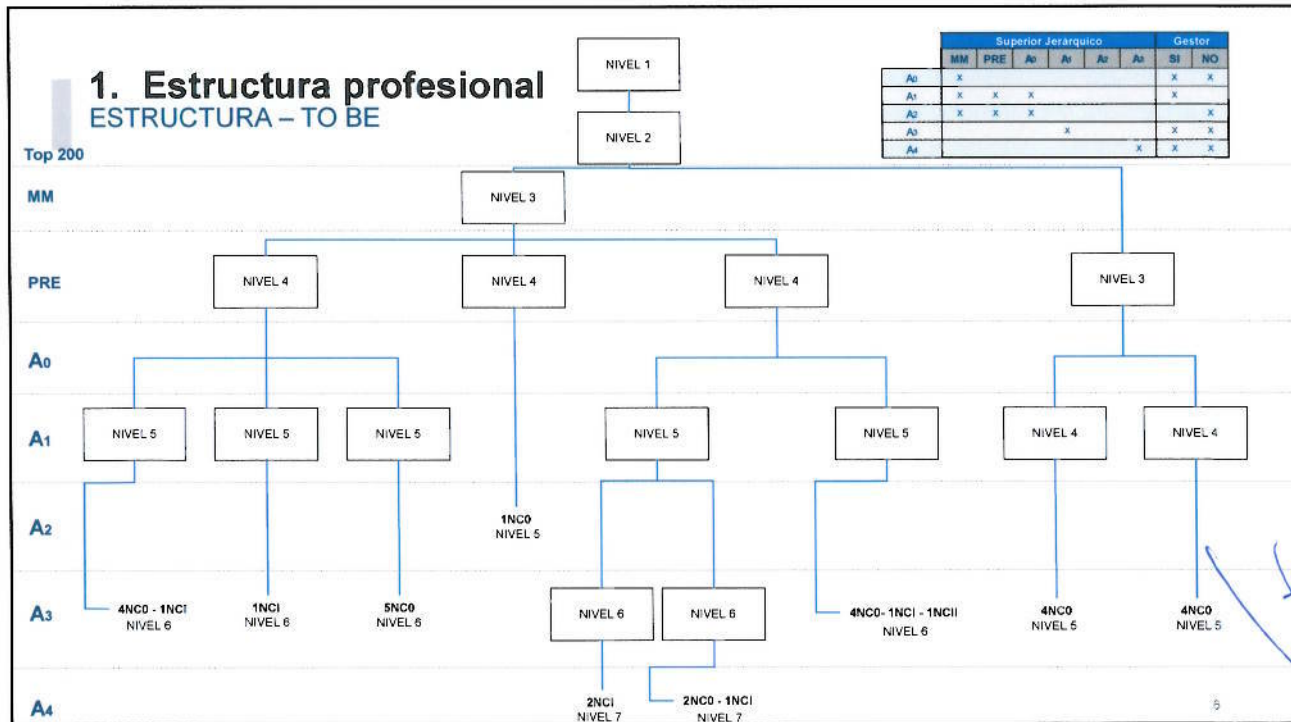 1. Estructura profesional
ESTRUCTURA – TO BE
Superior Jerárquico Gestor
MM PRE A0 A1 A2 A3 SI NO
A0 x x x
A1 x x x x
A2 x x x x
A3 x x x
A4 x x x
NIVEL 1
NIVEL 2
Top 200
MM
NIVEL 3
PRE
NIVEL 4
NIVEL 4
NIVEL 4
NIVEL 3
A0
A1
NIVEL 5
NIVEL 5
NIVEL 5
NIVEL 5
NIVEL 5
NIVEL 4
NIVEL 4
A2
1NC0
NIVEL 5
A3
4NC0 - 1NCI
NIVEL 6
1NCI
NIVEL 6
5NC0
NIVEL 6
NIVEL 6
NIVEL 6
4NC0- 1NCI - 1NCII
NIVEL 6
4NC0
NIVEL 5
4NC0
NIVEL 5
A4
2NCI
NIVEL 7
2NC0 - 1NCI
NIVEL 7